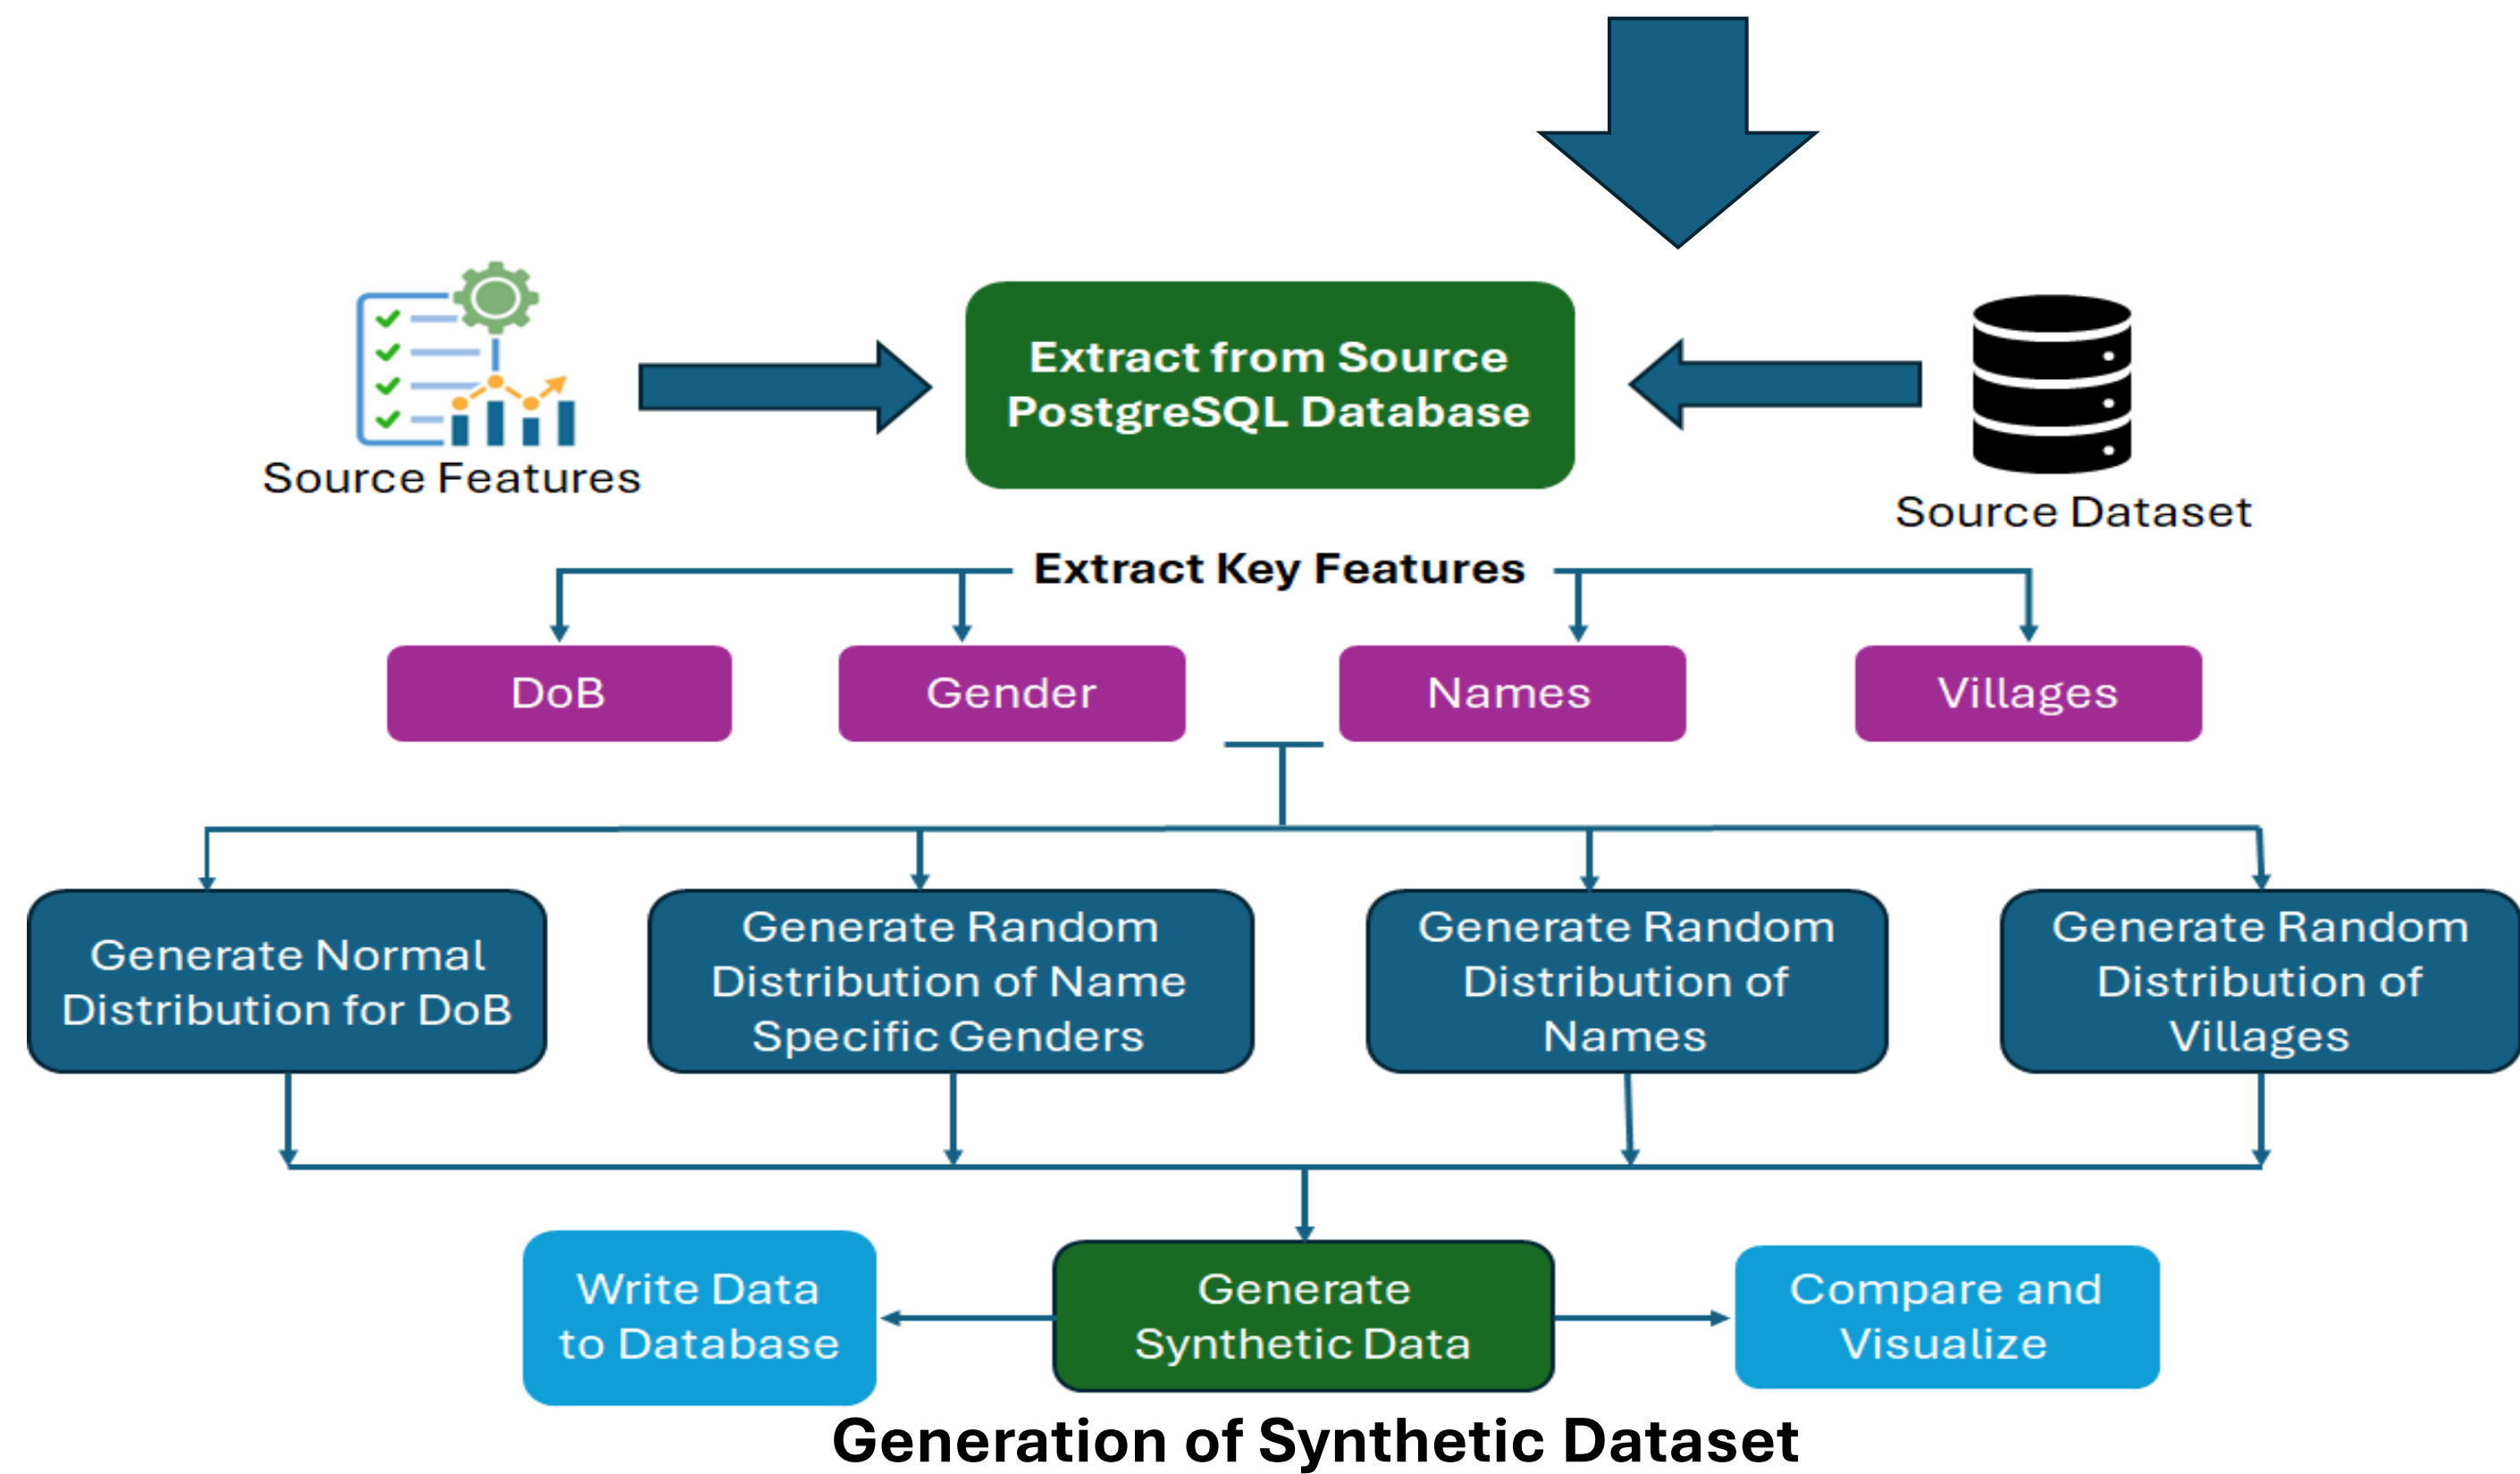 Extract from Source
PostgreSQL Database
Source Features
Source Dataset
Extract Key Features
DoB
Gender
Names
Villages
Generate Normal
Distribution for DoB
Generate Random
Distribution of Name
Specific Genders
Generate Random
Distribution of
Names
Generate Random
Distribution of
Villages
Write Data
to Database
Generate
Synthetic Data
Compare and
Visualize
Generation of Synthetic Dataset